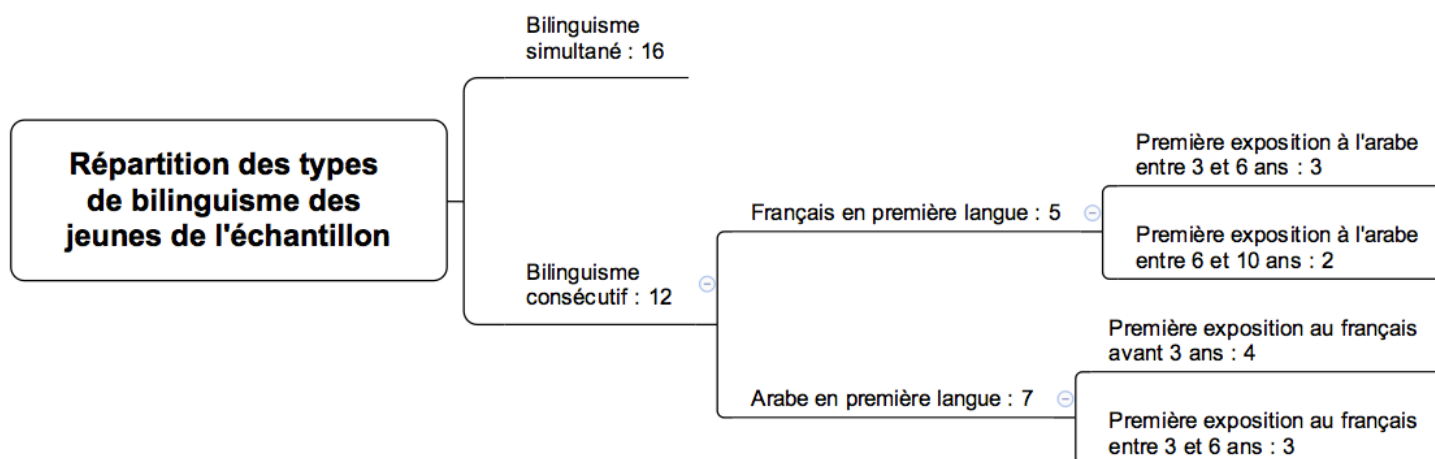 Répartition des types
de bilinguisme des
jeunes de l'échantillon
Bilinguisme
simultané : 16
Bilinguisme
consécutif : 12
Français en première langue : 5
Première exposition à l'arabe
entre 3 et 6 ans : 3
Première exposition à l'arabe
entre 6 et 10 ans : 2
Arabe en première langue : 7
Première exposition au français
avant 3 ans : 4
Première exposition au français
entre 3 et 6 ans : 3